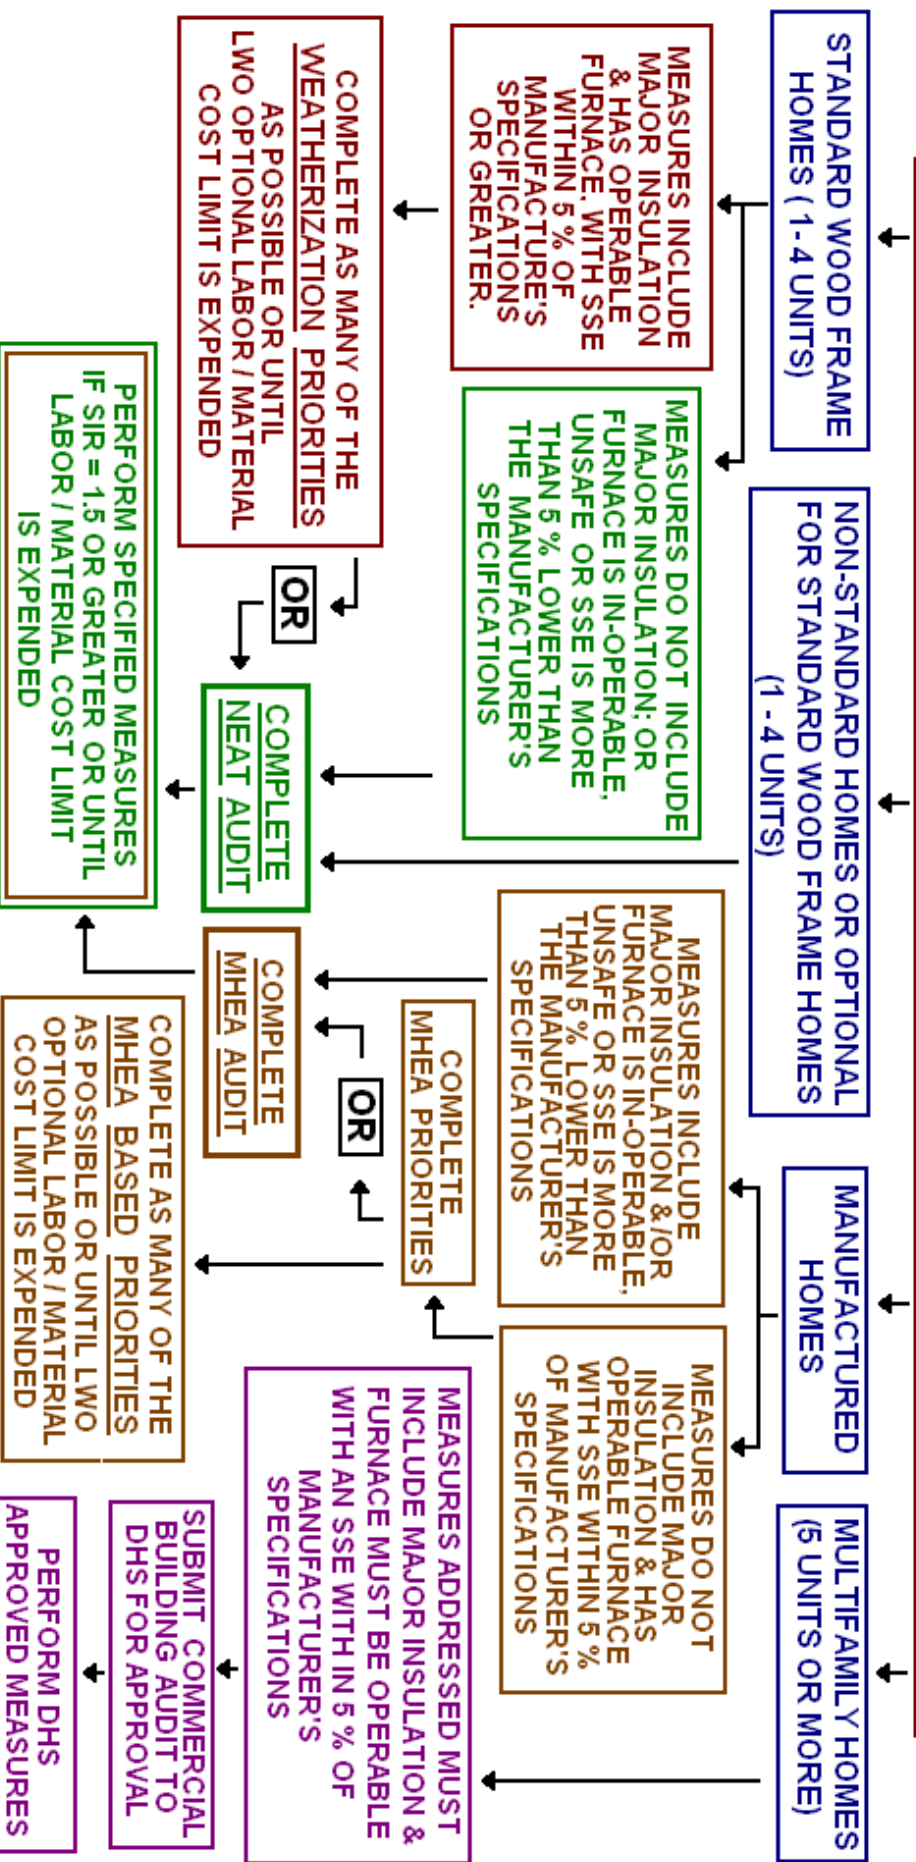 STANDARD WOOD FRAME
HOMES ( 1- 4 UNITS)
NON-STANDARD HOMES OR OPTIONAL
FOR STANDARD WOOD FRAME HOMES
(1 - 4 UNITS)
MANUFACTURED
HOMES
MULTIFAMILY HOMES
(5 UNITS OR MORE)
MEASURES INCLUDE
MAJOR INSULATION
& HAS OPERABLE
FURNACE, WITH SSE
WITHIN 5 % OF
MANUFACTURE'S
SPECIFICATIONS
OR GREATER.
MEASURES DO NOT INCLUDE
MAJOR INSULATION; OR
FURNACE IS IN-OPERABLE,
UNSAFE OR SSE IS MORE
THAN 5 % LOWER THAN
THE MANUFACTURER'S
SPECIFICATIONS
MEASURES INCLUDE
MAJOR INSULATION & /OR
FURNACE IS IN-OPERABLE,
UNSAFE OR SSE IS MORE
THAN 5 % LOWER THAN
THE MANUFACTURER'S
SPECIFICATIONS
MEASURES DO NOT
INCLUDE MAJOR
INSULATION & HAS
OPERABLE FURNACE
WITH SSE WITHIN 5 %
OF MANUFACTURER'S
SPECIFICATIONS
MEASURES ADDRESSED MUST
INCLUDE MAJOR INSULATION &
FURNACE MUST BE OPERABLE
WITH AN SSE WITH IN 5 % OF
MANUFACTURER'S
SPECIFICATIONS
COMPLETE
MHEA PRIORITIES
COMPLETE AS MANY OF THE
WEATHERIZATION PRIORITIES
AS POSSIBLE OR UNTIL
LWO OPTIONAL LABOR / MATERIAL
COST LIMIT IS EXPENDED
OR
OR
COMPLETE
NEAT AUDIT
COMPLETE
MHEA AUDIT
SUBMIT COMMERCIAL
BUILDING AUDIT TO
DHS FOR APPROVAL
PERFORM SPECIFIED MEASURES
IF SIR = 1.5 OR GREATER OR UNTIL
LABOR / MATERIAL COST LIMIT
IS EXPENDED
COMPLETE AS MANY OF THE
MHEA BASED PRIORITIES
AS POSSIBLE OR UNTIL LWO
OPTIONAL LABOR / MATERIAL
COST LIMIT IS EXPENDED
PERFORM DHS
APPROVED MEASURES